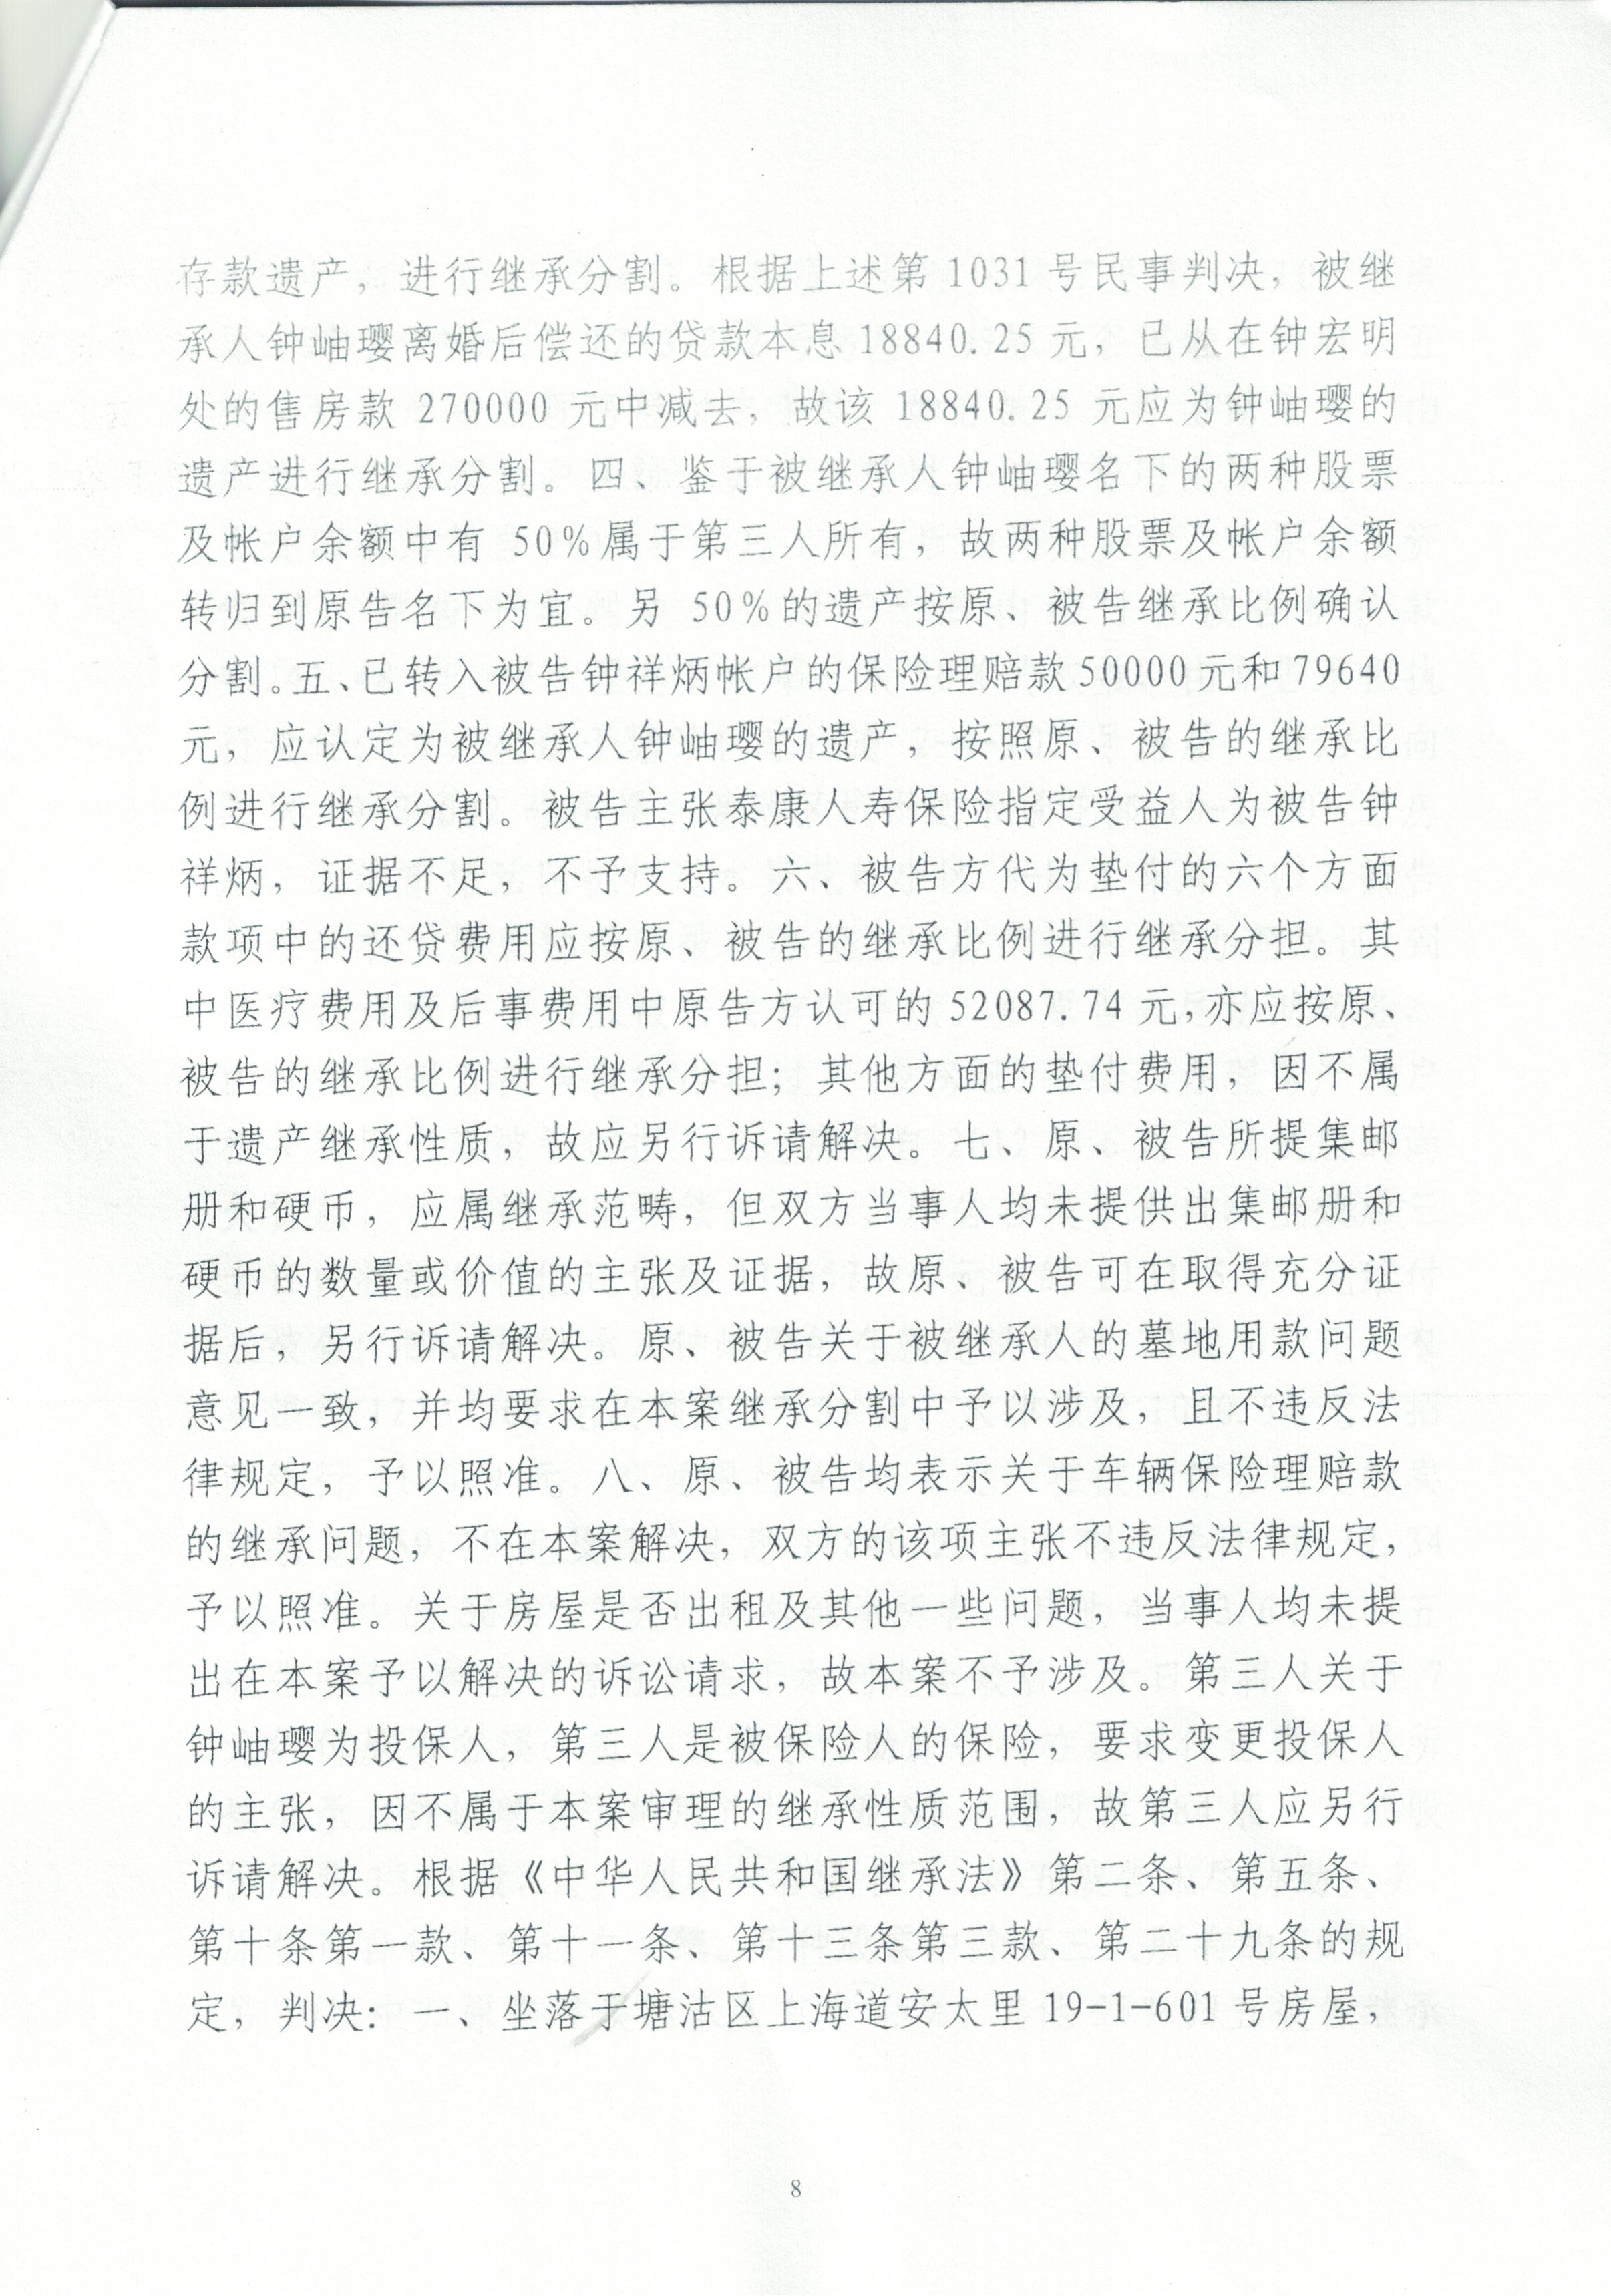 存款遗产，进行继承分割。根据上述第 1031 号民事判决，被继
承人钟岫璎离婚后偿还的贷款本息 18840.25 元，已从在钟宏明
处的售房款 270000 元中减去，故该 18840.25 元应为钟岫璎的
遗产进行继承分割。四、鉴于被继承人钟岫璎名下的两种股票
及帐户余额中有 50%属于第三人所有，故两种股票及帐户余额
转归到原告名下为宜。另 50%的遗产按原、被告继承比例确认
分割。五、已转入被告钟祥炳帐户的保险理赔款 50000 元和 79640
元，应认定为被继承人钟岫璎的遗产，按照原、被告的继承比
例进行继承分割。被告主张泰康人寿保险指定受益人为被告钟
祥炳，证据不足，不予支持。六、被告方代为垫付的六个方面
款项中的还贷费用应按原、被告的继承比例进行继承分担。其
中医疗费用及后事费用中原告方认可的 52087.74 元，亦应按原、
被告的继承比例进行继承分担；其他方面的垫付费用，因不属
于遗产继承性质，故应另行诉请解决。七、原、被告所提集邮
册和硬币，应属继承范畴，但双方当事人均未提供出集邮册和
硬币的数量或价值的主张及证据，故原、被告可在取得充分证
据后，另行诉请解决。原、被告关于被继承人的墓地用款问题
意见一致，并均要求在本案继承分割中予以涉及，且不违反法
律规定，予以照准。八、原、被告均表示关于车辆保险理赔款
的继承问题，不在本案解决，双方的该项主张不违反法律规定，
予以照准。关于房屋是否出租及其他一些问题，当事人均未提
出在本案予以解决的诉讼请求，故本案不予涉及。第三人关于
钟岫璎为投保人，第三人是被保险人的保险，要求变更投保人
的主张，因不属于本案审理的继承性质范围，故第三人应另行
诉请解决。根据《中华人民共和国继承法》第二条、第五条、
第十条第一款、第十一条、第十三条第三款、第二十九条的规
定，判决：一、坐落于塘沽区上海道安太里 19-1-601 号房屋，
8